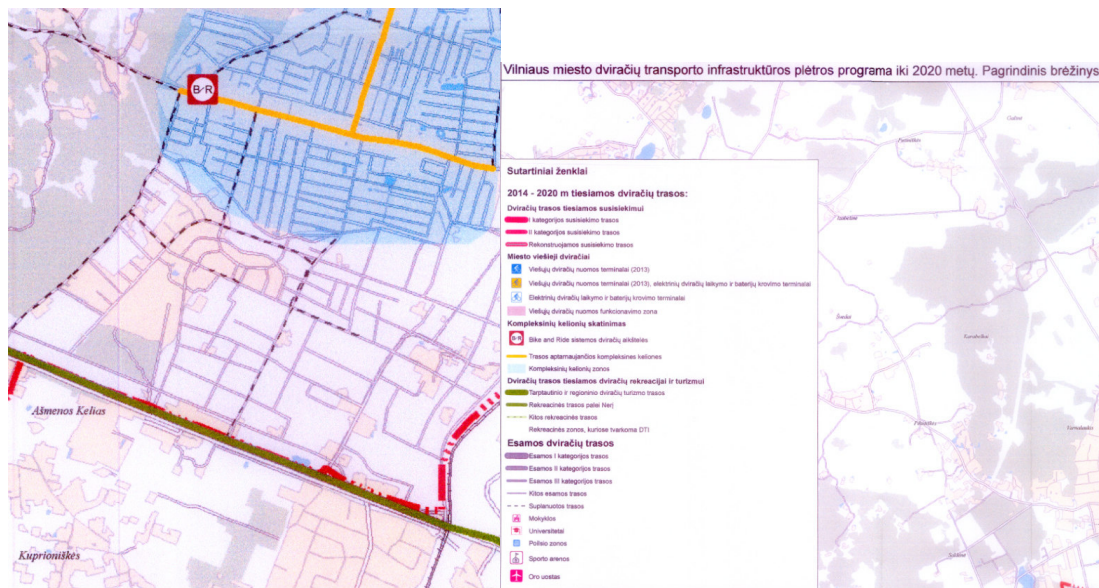 B/R
Ašmenos Kelias
Kuprioniškės
Vilniaus miesto dviračių transporto infrastruktūros plėtros programa iki 2020 metų. Pagrindinis brėžinys
Sutartiniai ženklai
2014 - 2020 m tiesiamos dviračių trasos:
Dviračių trasos tiesiamos susisiekimui
I kategorijos susisiekimo trasos
II kategorijos susisiekimo trasos
Rekonstruojamos susisiekimo trasos
Miesto viešieji dviračiai
Viešųjų dviračių nuomos terminalai (2013)
Viešųjų dviračių nuomos terminalai (2013), elektrinių dviračių laikymo ir baterijų krovimo terminalai
Elektrinių dviračių laikymo ir baterijų krovimo terminalai
Viešųjų dviračių nuomos funkcionavimo zona
Kompleksinių kelionių skatinimas
B/R Bike and Ride sistemos dviračių aikštelės
Trasos aptarnaujančios kompleksines keliones
Kompleksinių kelionių zonos
Dviračių trasos tiesiamos dviračių rekreacijai ir turizmui
Tarptautinio ir regioninio dviračių turizmo trasos
Rekreacinės trasos palei Nerį
Kitos rekreacinės trasos
Rekreacinės zonos, kuriose tvarkoma DTI
Esamos dviračių trasos
Esamos I kategorijos trasos
Esamos II kategorijos trasos
Esamos III kategorijos trasos
Kitos esamos trasos
Suplanuotos trasos
Mokyklos
Universitetai
Poilsio zonos
Sporto arenos
Oro uostas